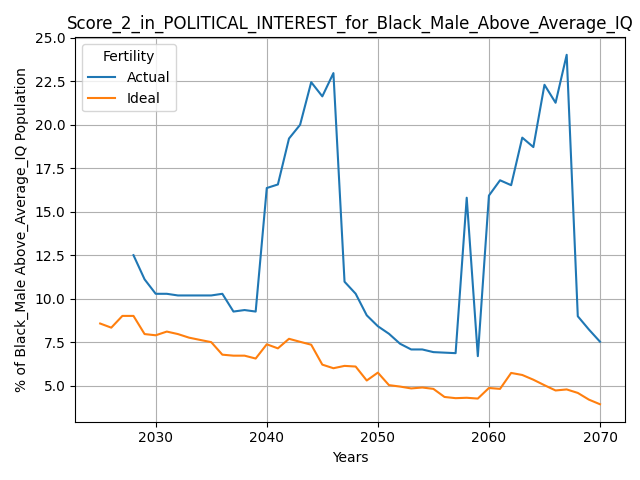 Score_2_in_POLITICAL_INTEREST_for_Black_Male_Above_Average_IQ
% of Black_Male Above_Average_IQ Population
25.0
22.5
20.0
17.5
15.0
12.5
10.0
7.5
5.0
Fertility
Actual
Ideal
2030 2040 2050 2060 2070
Years